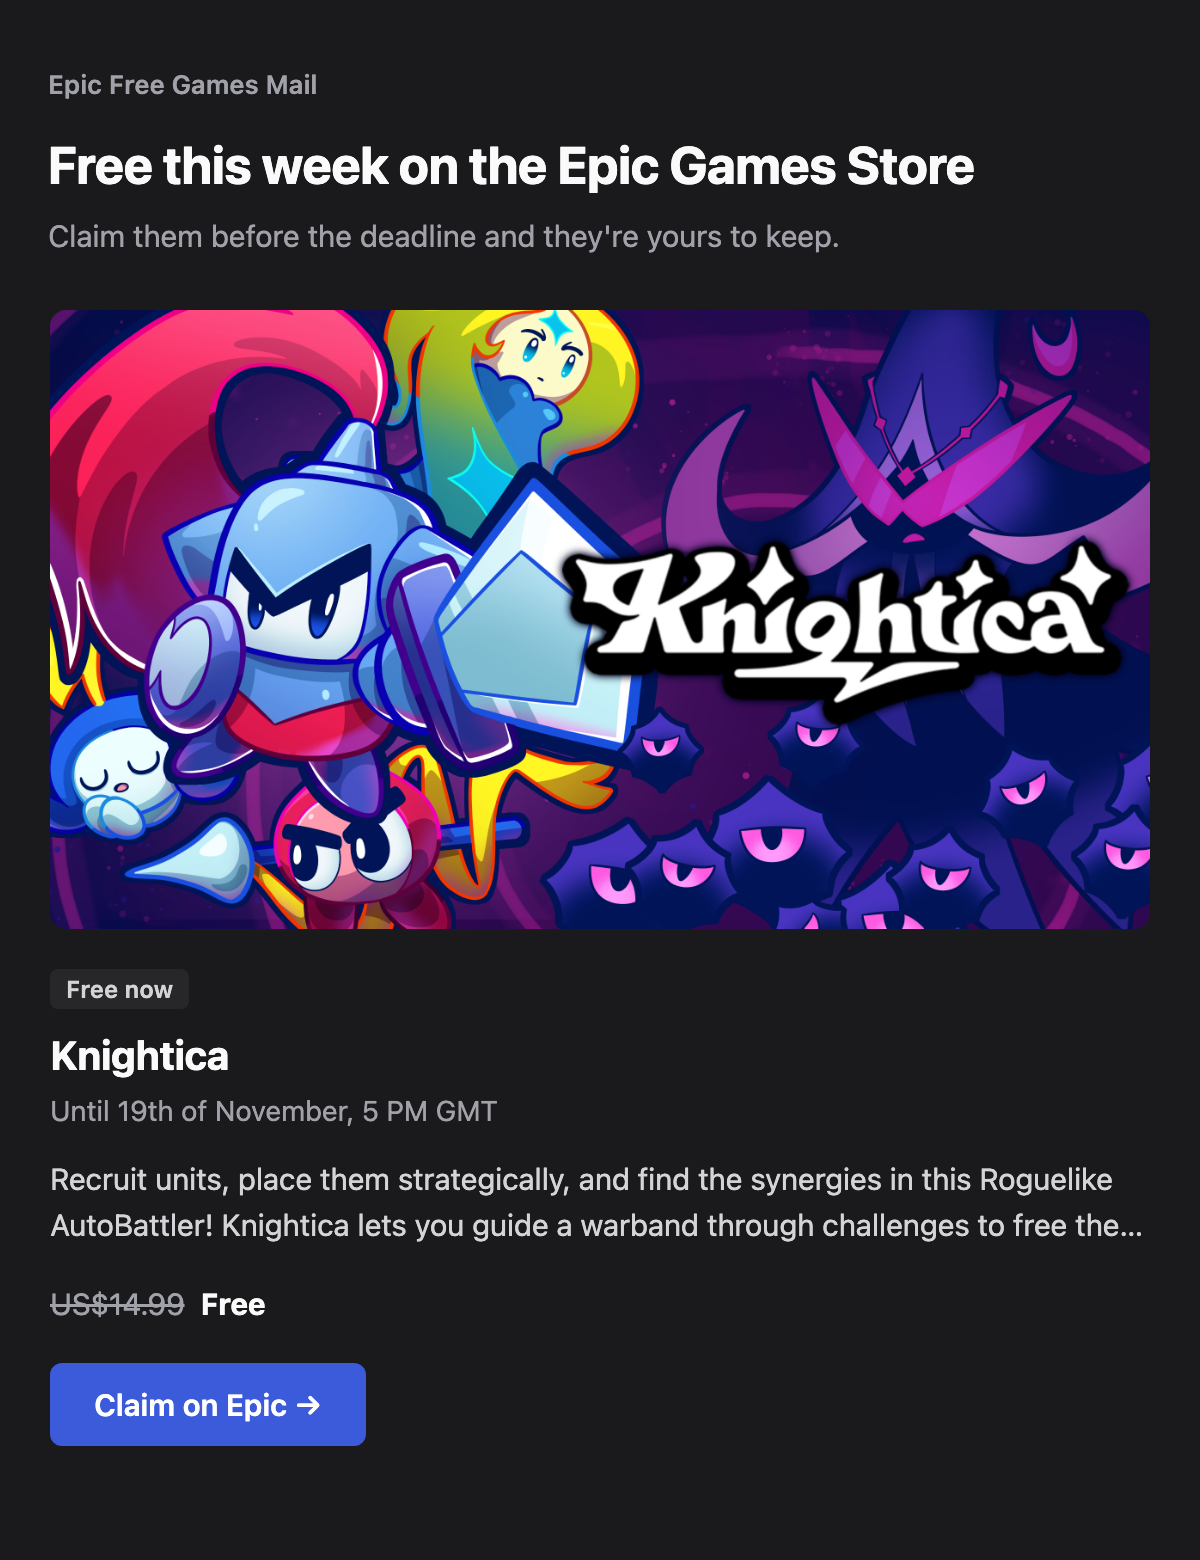 Epic Free Games Mail
Free this week on the Epic Games Store
Claim them before the deadline and they're yours to keep.
Knightica
Free now
Knightica
Until 19th of November, 5 PM GMT
Recruit units, place them strategically, and find the synergies in this Roguelike
AutoBattler! Knightica lets you guide a warband through challenges to free the...
US$14.99 Free
Claim on Epic →